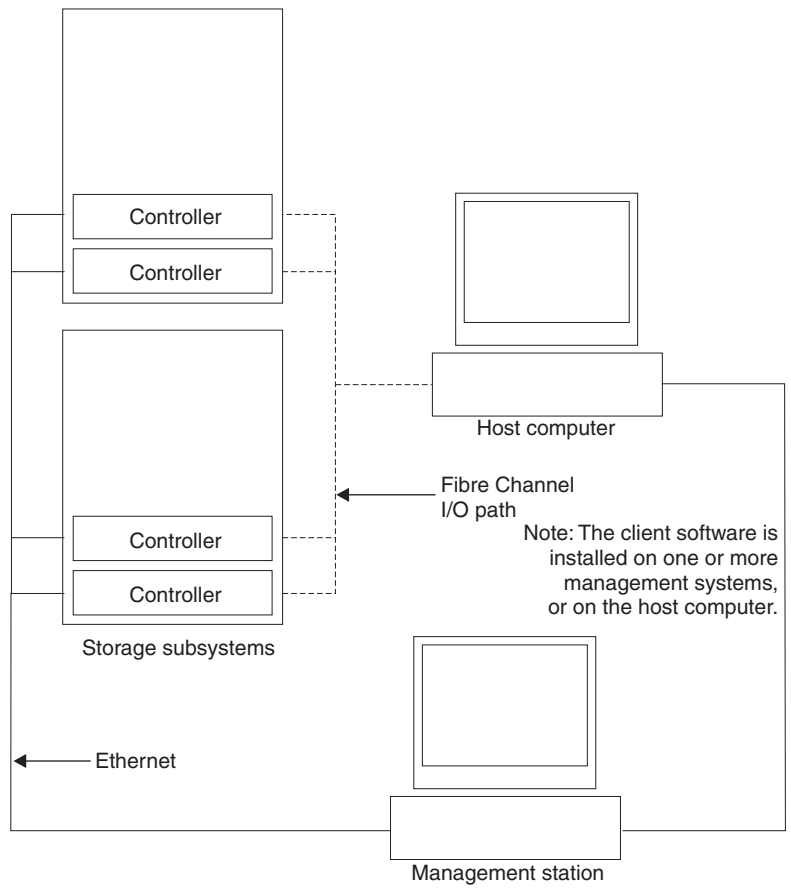 Controller
Controller
Host computer
Fibre Channel
I/O path
Note: The client software is
installed on one or more
management systems,
or on the host computer.
Controller
Controller
Storage subsystems
Ethernet
Management station